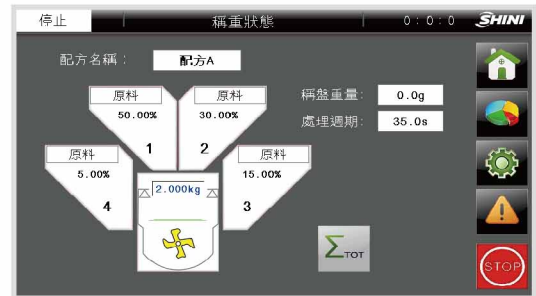 停止 稱重狀態 0:0:0 SHINI
配方名稱： 配方A
原料 原料 稱盤重量： 0.0g
50.00% 30.00% 處理週期： 35.0s
1 2
原料 原料
5.00% 2.000kg 15.00%
4 3
ΣTOT
STOP